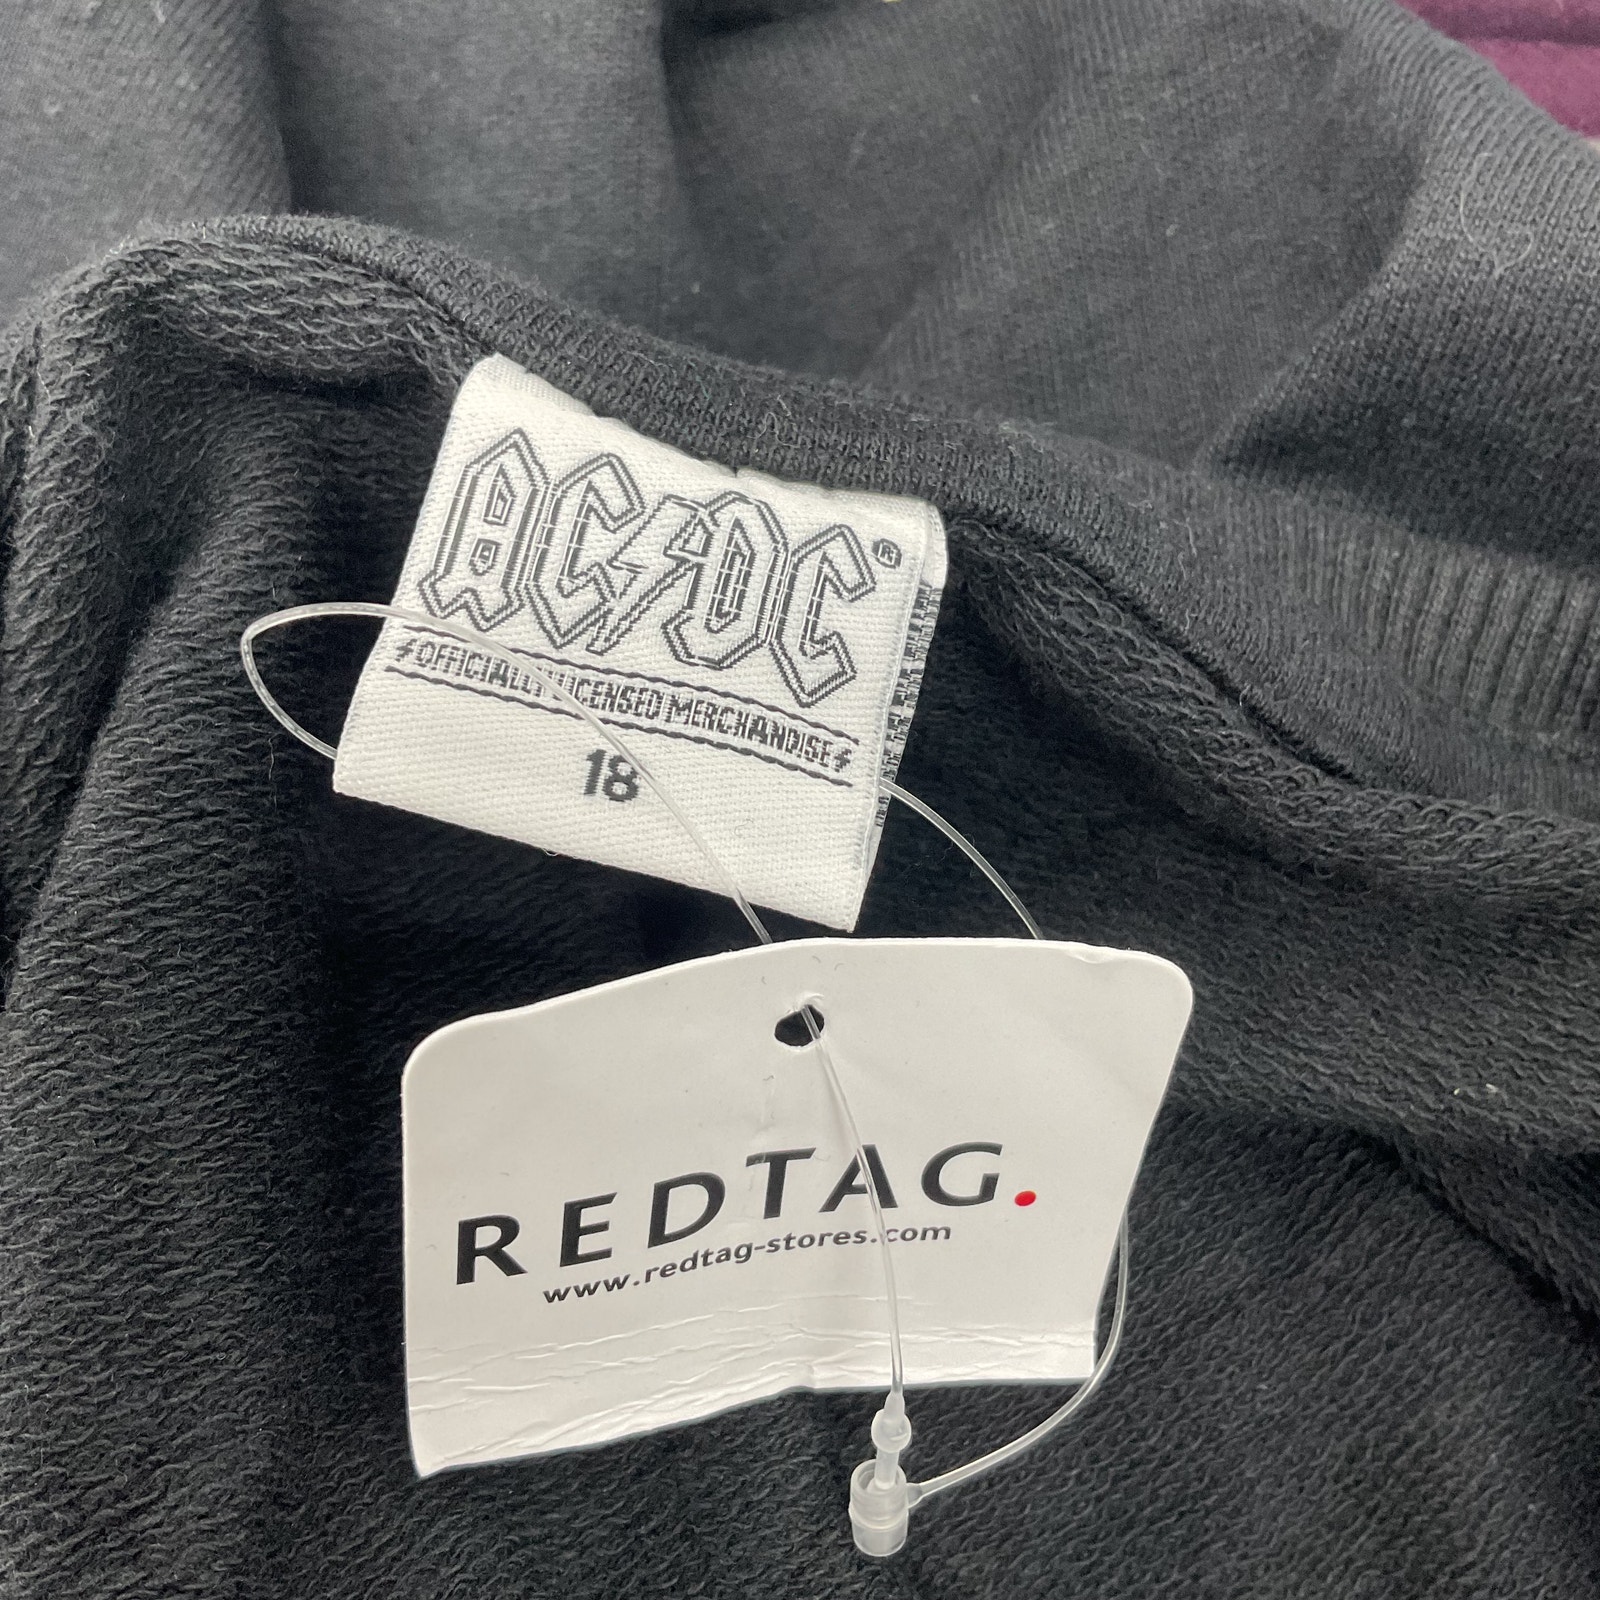 AC⚡DC®
⚡OFFICIALLY LICENSED MERCHANDISE⚡
18
REDTAG.
www.redtag-stores.com